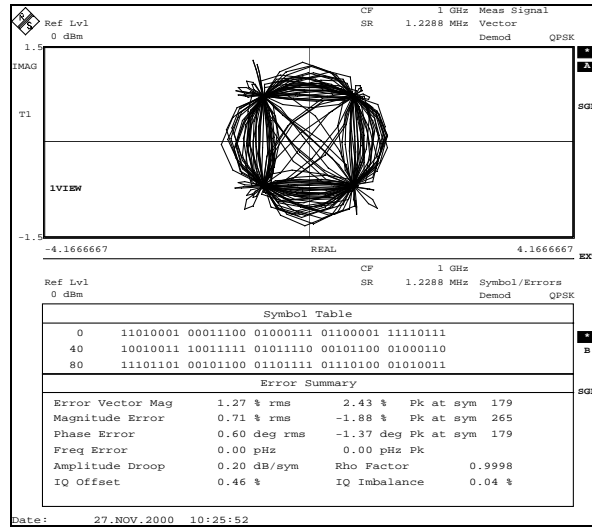 R S
CF 1 GHz Meas Signal
Ref Lvl SR 1.2288 MHz Vector
0 dBm Demod QPSK
1.5
IMAG
A
T1
SGL
1VIEW
-1.5
-4.1666667 REAL 4.1666667
CF 1 GHz
Ref Lvl SR 1.2288 MHz Symbol/Errors
0 dBm Demod QPSK
Symbol Table
0 11010001 00011100 01000111 01100001 11110111
40 10010011 10011111 01011110 00101100 01000110
B
80 11101101 00101100 01101111 01110100 01010011
Error Summary
Error Vector Mag 1.27 % rms 2.43 % Pk at sym 179
Magnitude Error 0.71 % rms -1.88 % Pk at sym 265
Phase Error 0.60 deg rms -1.37 deg Pk at sym 179
Freq Error 0.00 pHz 0.00 pHz Pk
Amplitude Droop 0.20 dB/sym Rho Factor 0.9998
IQ Offset 0.46 % IQ Imbalance 0.04 %
Date: 27.NOV.2000 10:25:52